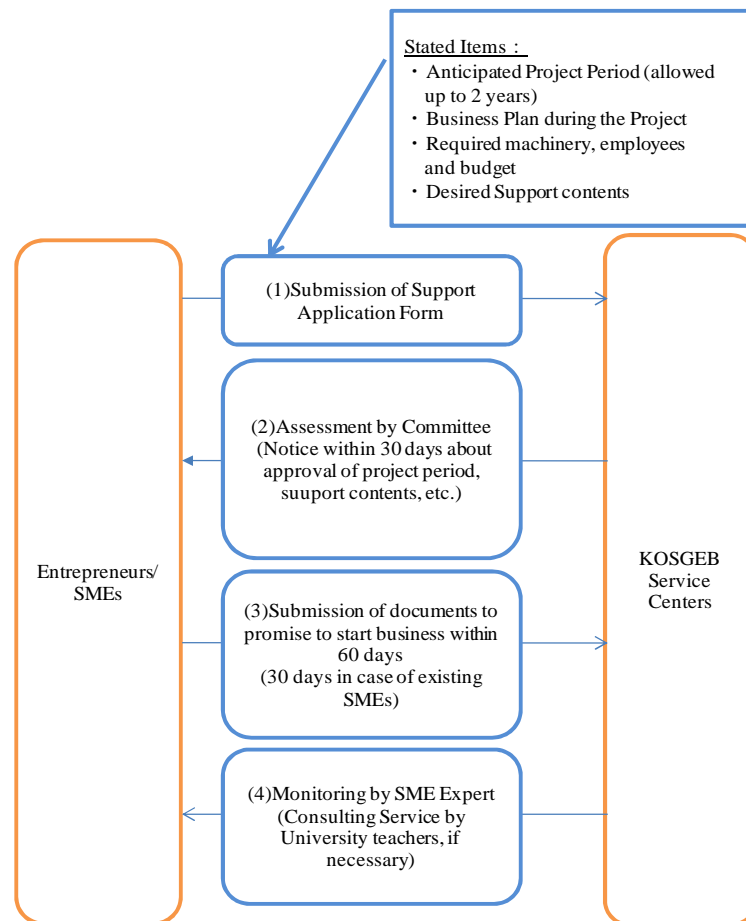 Stated Items：
・Anticipated Project Period (allowed
up to 2 years)
・Business Plan during the Project
・Required machinery, employees
and budget
・Desired Support contents
(1)Submission of Support
Application Form
(2)Assessment by Committee
(Notice within 30 days about
approval of project period,
suuport contents, etc.)
Entrepreneurs/
SMEs
KOSGEB
Service
Centers
(3)Submission of documents to
promise to start business within
60 days
(30 days in case of existing
SMEs)
(4)Monitoring by SME Expert
(Consulting Service by
University teachers, if
necessary)